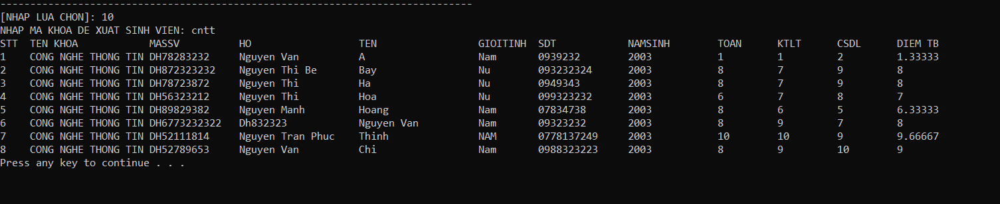 -------------------------------------------------------------------------------
[NHAP LUA CHON]: 10
NHAP MA KHOA DE XUAT SINH VIEN: cntt
STT  TEN KHOA            MASSV          HO                  TEN                 GIOITINH  SDT            NAMSINH        TOAN      KTLT      CSDL      DIEM TB
1    CONG NGHE THONG TIN DH78283232     Nguyen Van          A                   Nam       0939232        2003           1         1         2         1.33333
2    CONG NGHE THONG TIN DH872323232    Nguyen Thi Be       Bay                 Nu        093232324      2003           8         7         9         8
3    CONG NGHE THONG TIN DH78723872     Nguyen Thi          Ha                  Nu        0949343        2003           8         7         9         8
4    CONG NGHE THONG TIN DH56323212     Nguyen Thi          Hoa                 Nu        099323232      2003           6         7         8         7
5    CONG NGHE THONG TIN DH89829382     Nguyen Manh         Hoang               Nam       07834738       2003           8         6         5         6.33333
6    CONG NGHE THONG TIN DH6773232322   Dh832323            Nguyen Van          Nam       09323232       2003           8         9         7         8
7    CONG NGHE THONG TIN DH52111814     Nguyen Tran Phuc    Thinh               NAM       0778137249     2003           10        10        9         9.66667
8    CONG NGHE THONG TIN DH52789653     Nguyen Van          Chi                 Nam       0988323223     2003           8         9         10        9
Press any key to continue . . .